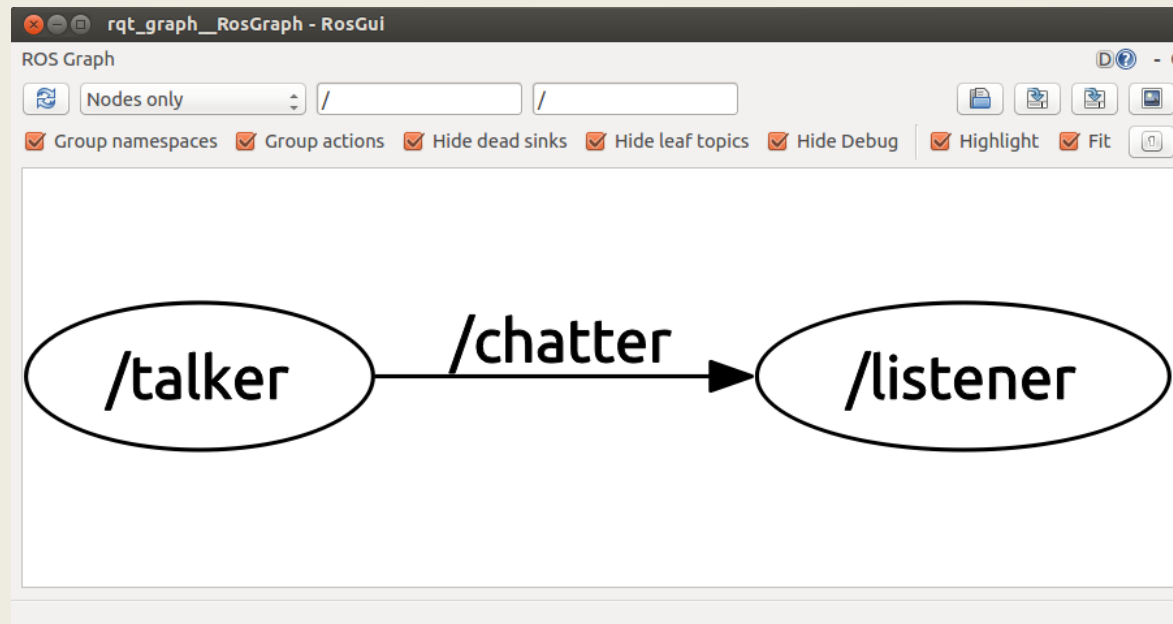 rqt_graph__RosGraph - RosGui
ROS Graph
D ? -
Nodes only / /
Group namespaces Group actions Hide dead sinks Hide leaf topics Hide Debug Highlight Fit
/talker /chatter /listener